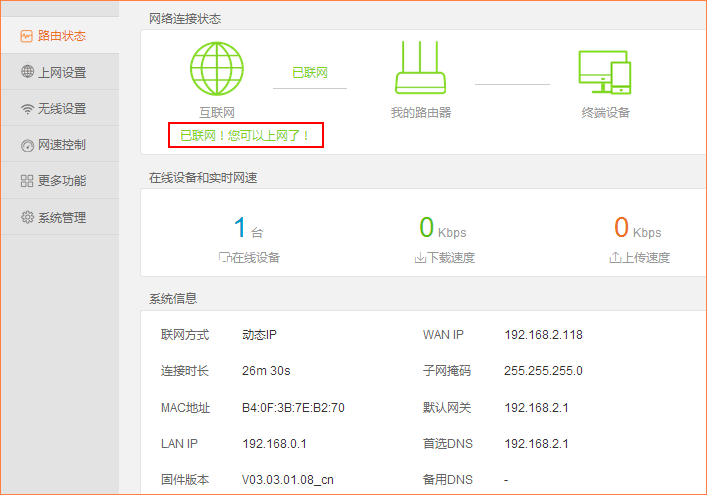 网络连接状态
路由状态
上网设置
无线设置
网速控制
更多功能
系统管理
已联网
互联网
我的路由器
终端设备
已联网！您可以上网了！
在线设备和实时网速
1 台
0 Kbps
0 Kbps
在线设备
下载速度
上传速度
系统信息
联网方式 动态IP WAN IP 192.168.2.118
连接时长 26m 30s 子网掩码 255.255.255.0
MAC地址 B4:0F:3B:7E:B2:70 默认网关 192.168.2.1
LAN IP 192.168.0.1 首选DNS 192.168.2.1
固件版本 V03.03.01.08_cn 备用DNS -